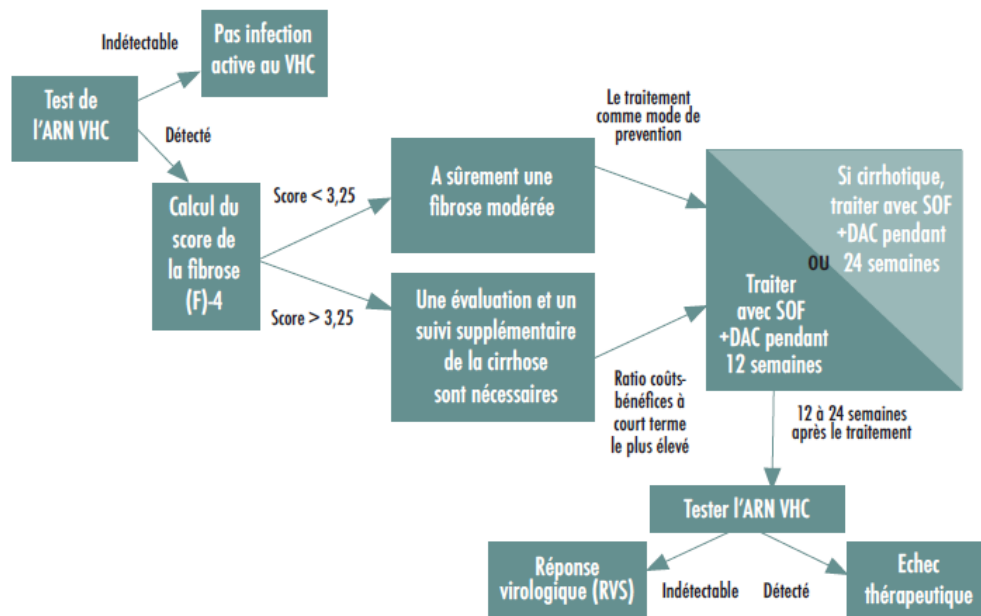 Indétectable
Pas infection
active au VHC
Test de
l'ARN VHC
Détecté
Calcul du
score de
la fibrose
(F)-4
Score < 3,25
A sûrement une
fibrose modérée
Score > 3,25
Une évaluation et un
suivi supplémentaire
de la cirrhose
sont nécessaires
Le traitement
comme mode de
prevention
Ratio coûts-
bénéfices à
court terme
le plus élevé
Si cirrhotique,
traiter avec SOF
+DAC pendant
24 semaines
OU
Traiter
avec SOF
+DAC pendant
12 semaines
12 à 24 semaines
après le traitement
Tester l'ARN VHC
Réponse
virologique (RVS)
Indétectable
Détecté
Echec
thérapeutique